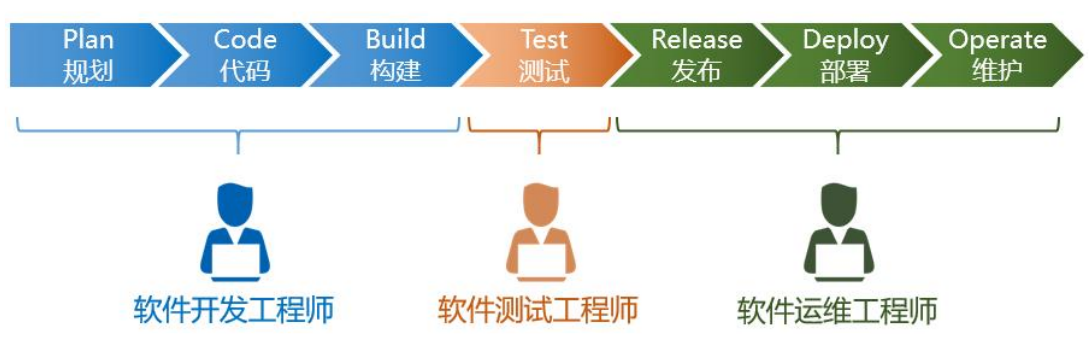 Plan
规划
Code
代码
Build
构建
Test
测试
Release
发布
Deploy
部署
Operate
维护
软件开发工程师
软件测试工程师
软件运维工程师